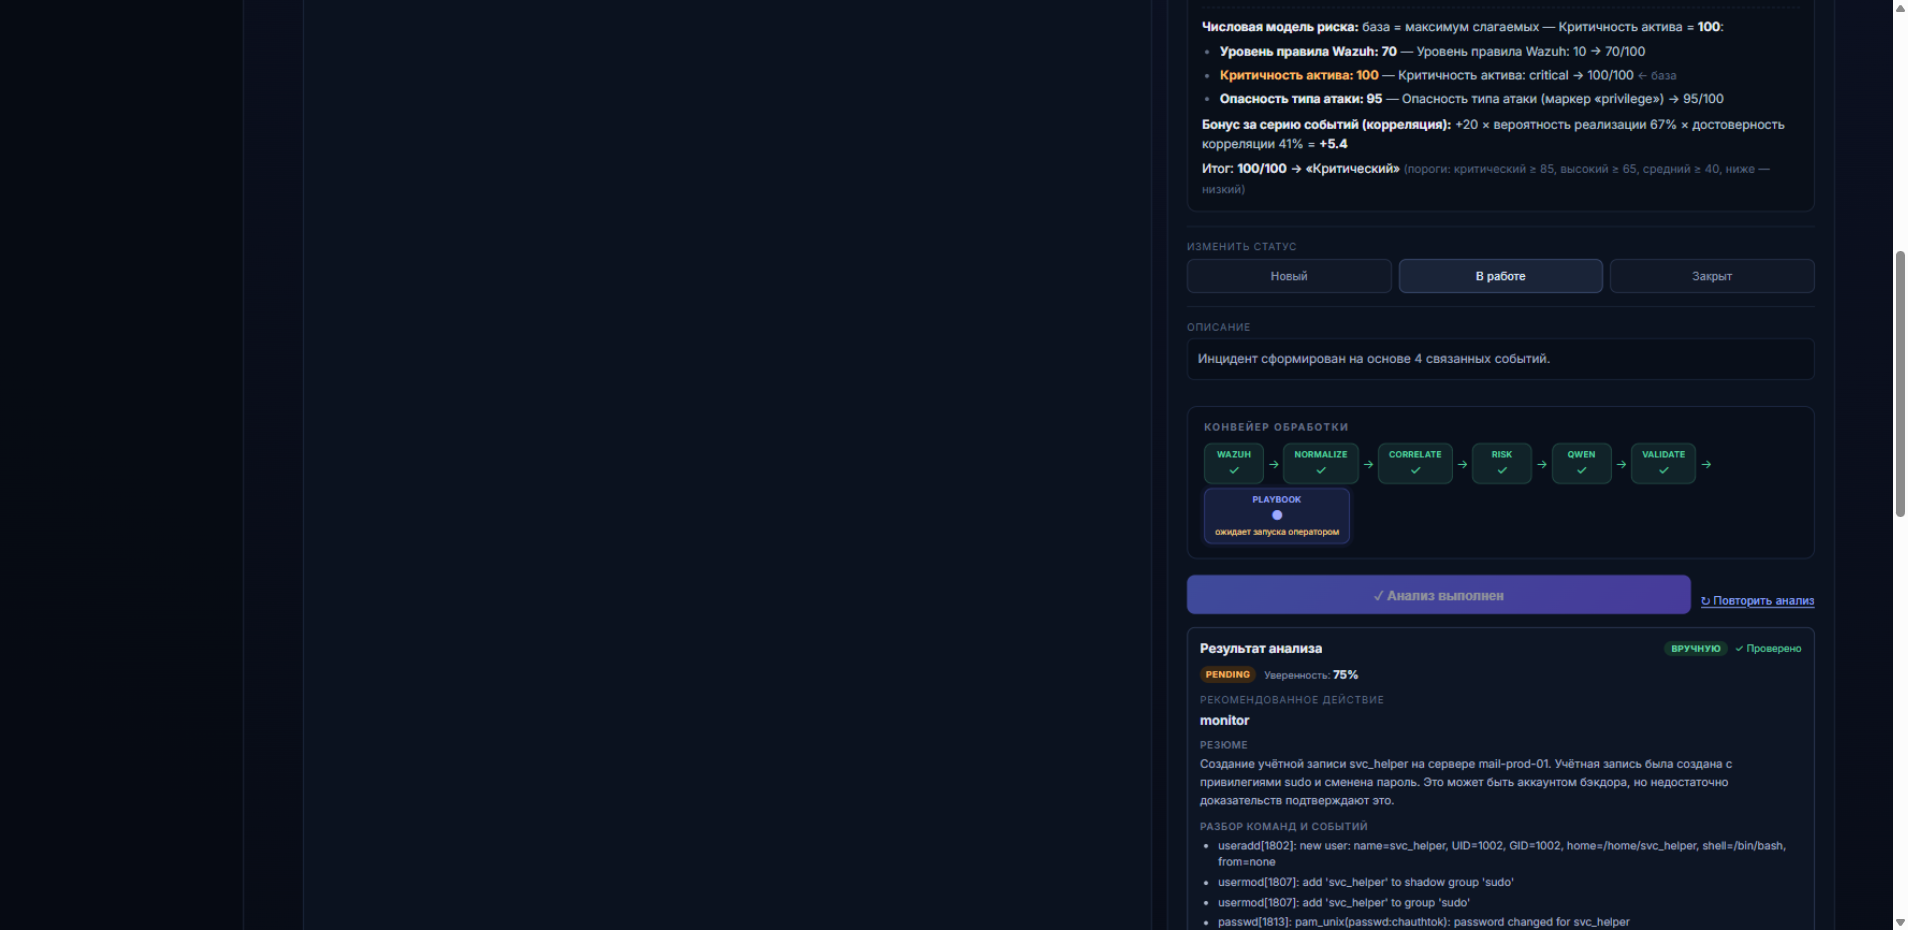 Числовая модель риска: база = максимум слагаемых — Критичность актива = 100:
• Уровень правила Wazuh: 70 — Уровень правила Wazuh: 10 → 70/100
• Критичность актива: 100 — Критичность актива: critical → 100/100 ← база
• Опасность типа атаки: 95 — Опасность типа атаки (маркер «privilege») → 95/100
Бонус за серию событий (корреляция): +20 × вероятность реализации 67% × достоверность
корреляции 41% = +5.4
Итог: 100/100 → «Критический» (пороги: критический ≥ 85, высокий ≥ 65, средний ≥ 40, ниже —
низкий)
ИЗМЕНИТЬ СТАТУС
Новый В работе Закрыт
ОПИСАНИЕ
Инцидент сформирован на основе 4 связанных событий.
КОНВЕЙЕР ОБРАБОТКИ
WAZUH ✓ → NORMALIZE ✓ → CORRELATE ✓ → RISK ✓ → QWEN ✓ → VALIDATE ✓ →
PLAYBOOK
ожидает запуска оператором
✓ Анализ выполнен ↻ Повторить анализ
Результат анализа ВРУЧНУЮ ✓ Проверено
PENDING Уверенность: 75%
РЕКОМЕНДОВАННОЕ ДЕЙСТВИЕ
monitor
РЕЗЮМЕ
Создание учётной записи svc_helper на сервере mail-prod-01. Учётная запись была создана с
привилегиями sudo и сменена пароль. Это может быть аккаунтом бэкдора, но недостаточно
доказательств подтверждают это.
РАЗБОР КОМАНД И СОБЫТИЙ
• useradd[1802]: new user: name=svc_helper, UID=1002, GID=1002, home=/home/svc_helper, shell=/bin/bash,
from=none
• usermod[1807]: add 'svc_helper' to shadow group 'sudo'
• usermod[1807]: add 'svc_helper' to group 'sudo'
• passwd[1813]: pam_unix(passwd:chauthtok): password changed for svc_helper